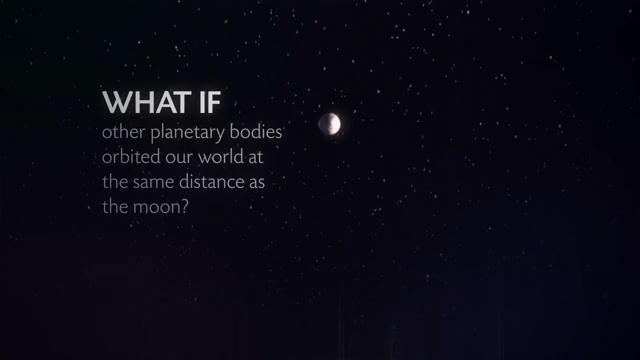 WHAT IF
other planetary bodies
orbited our world at
the same distance as
the moon?